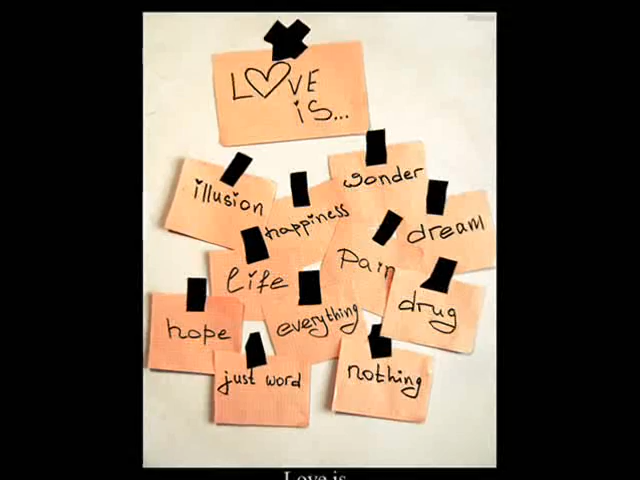 LOVE
is...
wonder
illusion
happiness
dream
Pain
life
drug
hope
everything
just word
nothing
Love is